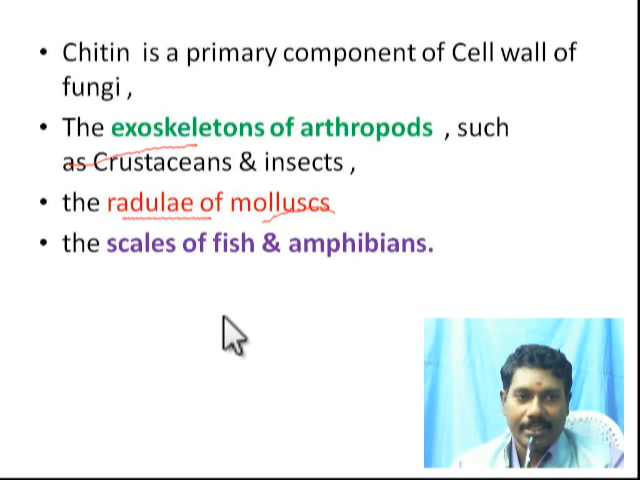 • Chitin is a primary component of Cell wall of
fungi ,
• The exoskeletons of arthropods , such
as Crustaceans & insects ,
• the radulae of molluscs
• the scales of fish & amphibians.